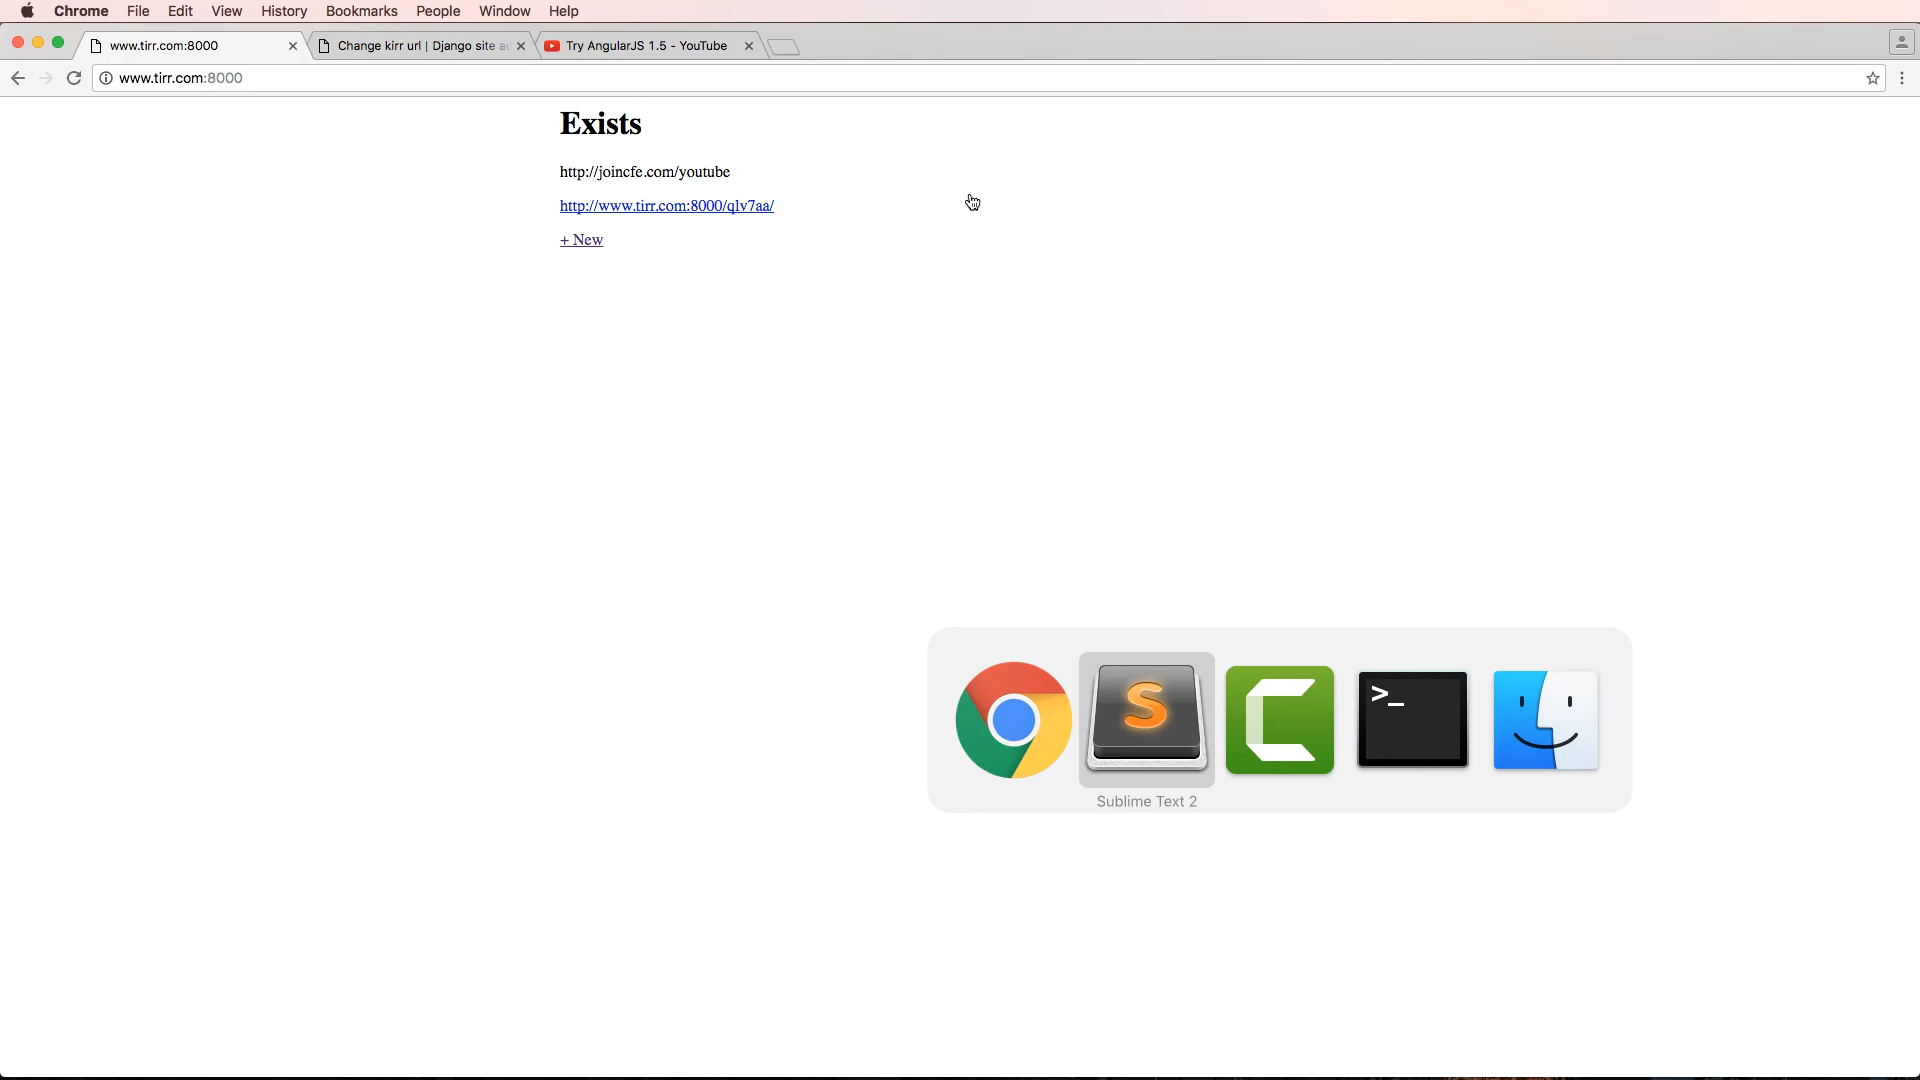 Chrome File Edit View History Bookmarks People Window Help
www.tirr.com:8000 Change kirr url | Django site ad Try AngularJS 1.5 - YouTube
www.tirr.com:8000
Exists
http://joincfe.com/youtube
http://www.tirr.com:8000/qlv7aa/
+ New
S
>_
Sublime Text 2